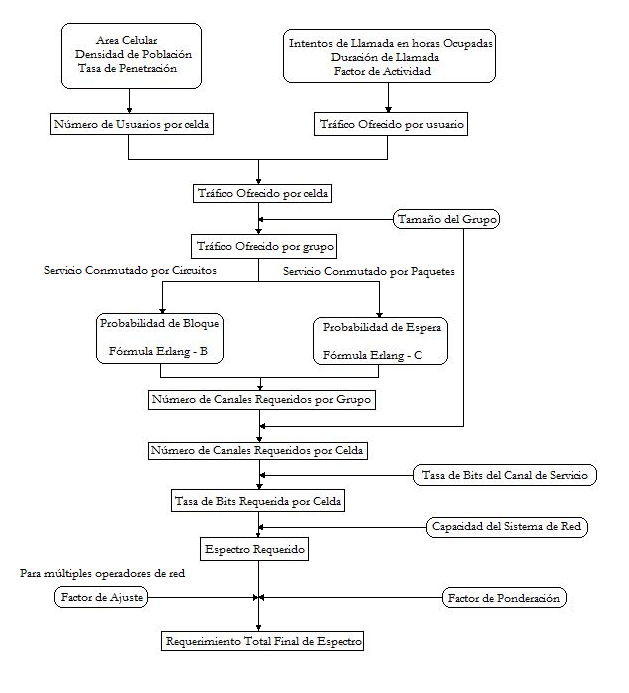 Area Celular
Densidad de Población
Tasa de Penetración
Intentos de Llamada en horas Ocupadas
Duración de Llamada
Factor de Actividad
Número de Usuarios por celda
Tráfico Ofrecido por usuario
Tráfico Ofrecido por celda
Tamaño del Grupo
Tráfico Ofrecido por grupo
Servicio Conmutado por Circuitos
Servicio Conmutado por Paquetes
Probabilidad de Bloque
Fórmula Erlang - B
Probabilidad de Espera
Fórmula Erlang - C
Número de Canales Requeridos por Grupo
Número de Canales Requeridos por Celda
Tasa de Bits del Canal de Servicio
Tasa de Bits Requerida por Celda
Capacidad del Sistema de Red
Espectro Requerido
Para múltiples operadores de red
Factor de Ajuste
Factor de Ponderación
Requerimiento Total Final de Espectro